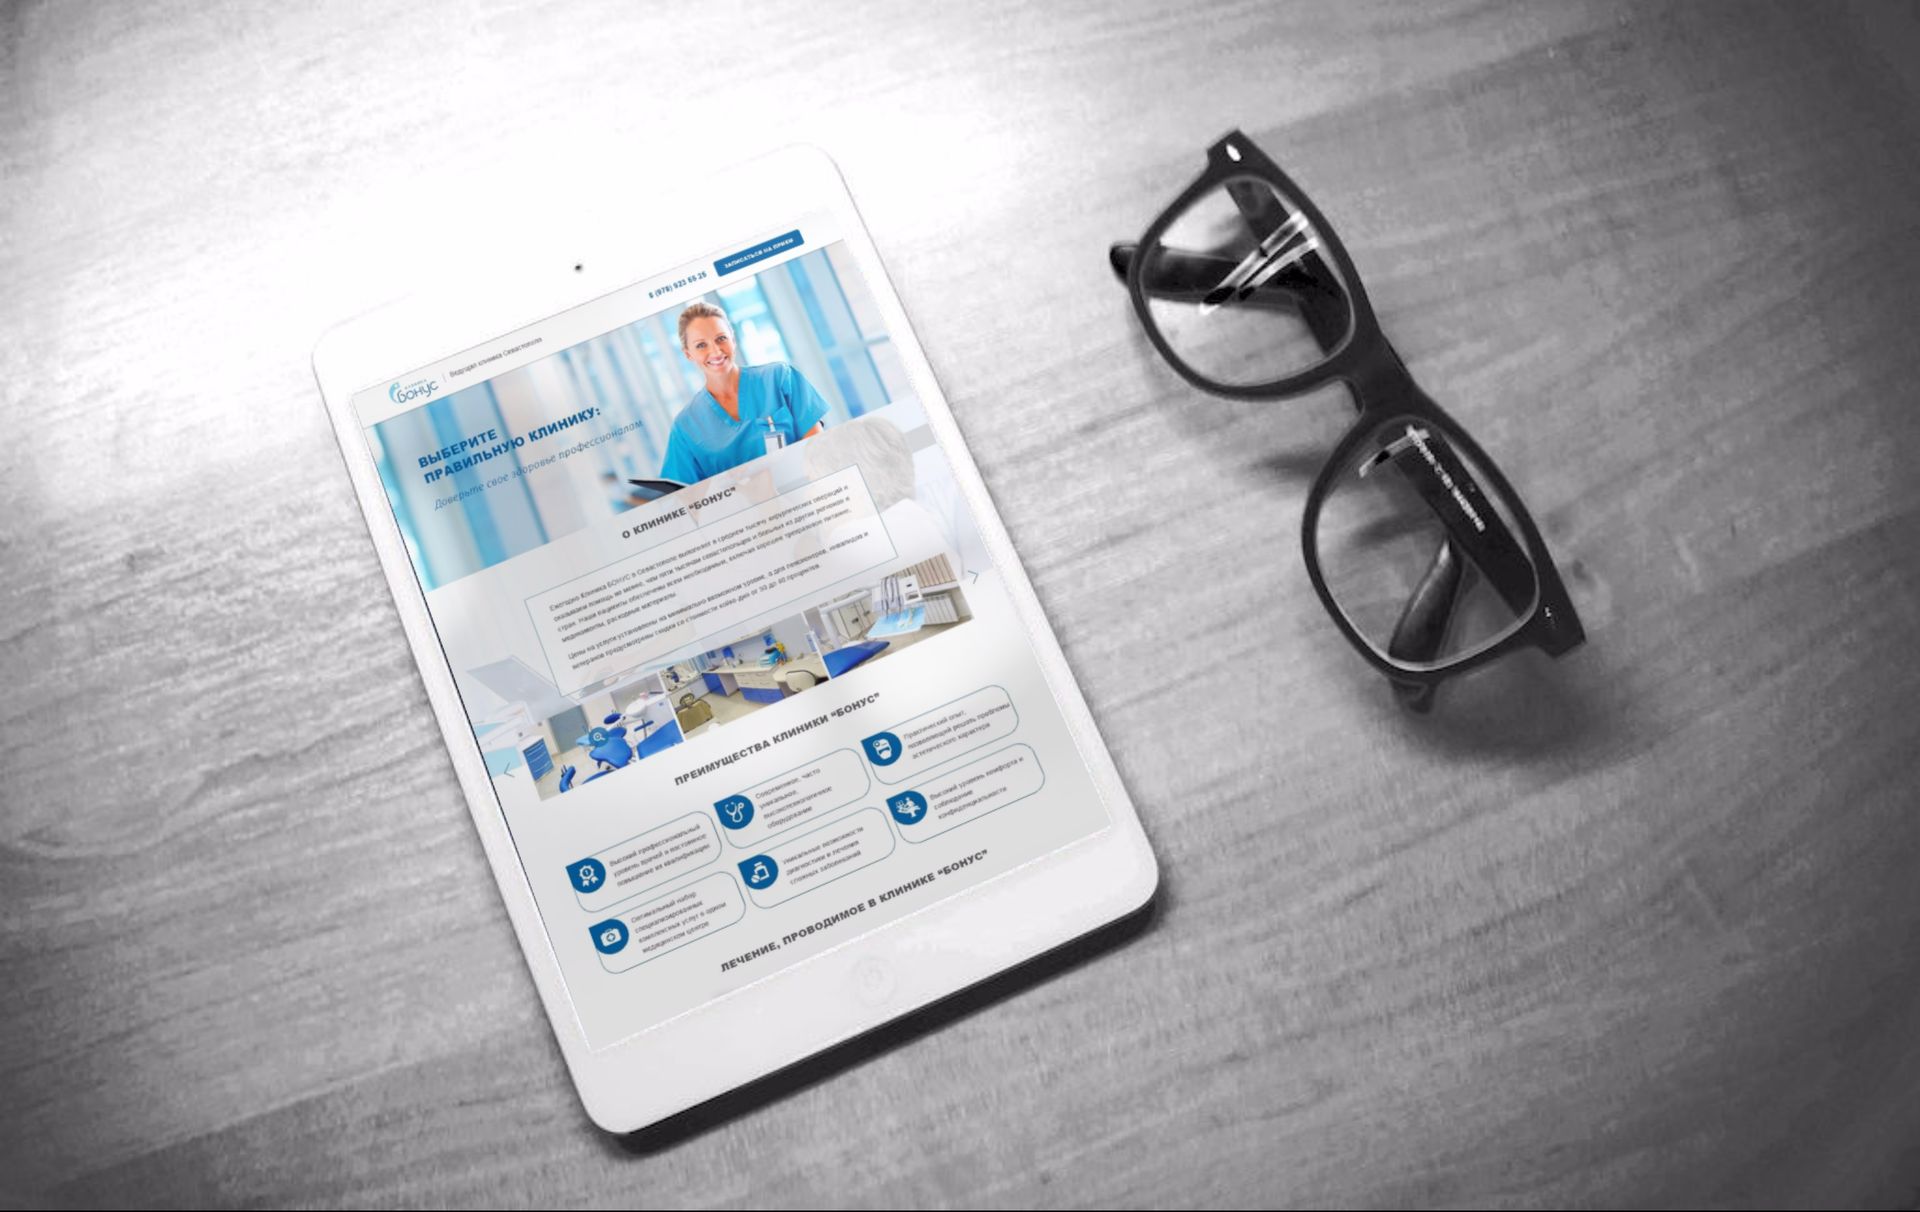 КЛИНИКА
БОНУС
Ведущая клиника Севастополя
8 (978) 923 65 26
ЗАПИСАТЬСЯ НА ПРИЕМ
ВЫБЕРИТЕ
ПРАВИЛЬНУЮ КЛИНИКУ:
Доверьте свое здоровье профессионалам
О КЛИНИКЕ “БОНУС”
Ежегодно Клиника БОНУС в Севастополе выполняет в среднем тысячу хирургических операций и
оказываем помощь не менее, чем пяти тысячам севастопольцев и больных из других регионов и
стран. Наши пациенты обеспечены всем необходимым, включая хорошее трехразовое питание,
медикаменты, расходные материалы.
Цены на услуги установлены на минимально возможном уровне, а для пенсионеров, инвалидов и
ветеранов предусмотрены скидки со стоимости койко-дня от 30 до 80 процентов.
ПРЕИМУЩЕСТВА КЛИНИКИ “БОНУС”
Высокий профессиональный
уровень врачей и постоянное
повышение их квалификации
Современное, часто
уникальное,
высокотехнологичное
оборудование
Практический опыт,
позволяющий решать проблемы
эстетического характера
Оптимальный набор
специализированных
комплексных услуг в одном
медицинском центре
Уникальные возможности
диагностики и лечения
сложных заболеваний
Высокий уровень комфорта и
соблюдение
конфиденциальности
ЛЕЧЕНИЕ, ПРОВОДИМОЕ В КЛИНИКЕ “БОНУС”